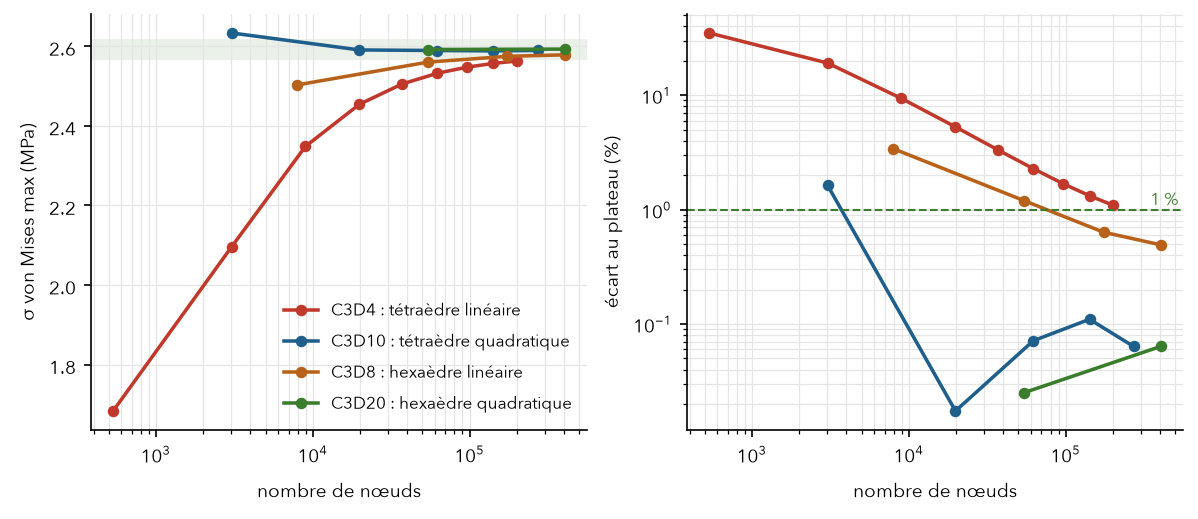 σ von Mises max (MPa)
2.6
2.4
2.2
2.0
1.8
10³
10⁴
10⁵
nombre de nœuds
C3D4 : tétraèdre linéaire
C3D10 : tétraèdre quadratique
C3D8 : hexaèdre linéaire
C3D20 : hexaèdre quadratique
écart au plateau (%)
10¹
10⁰
10⁻¹
1 %
10³
10⁴
10⁵
nombre de nœuds